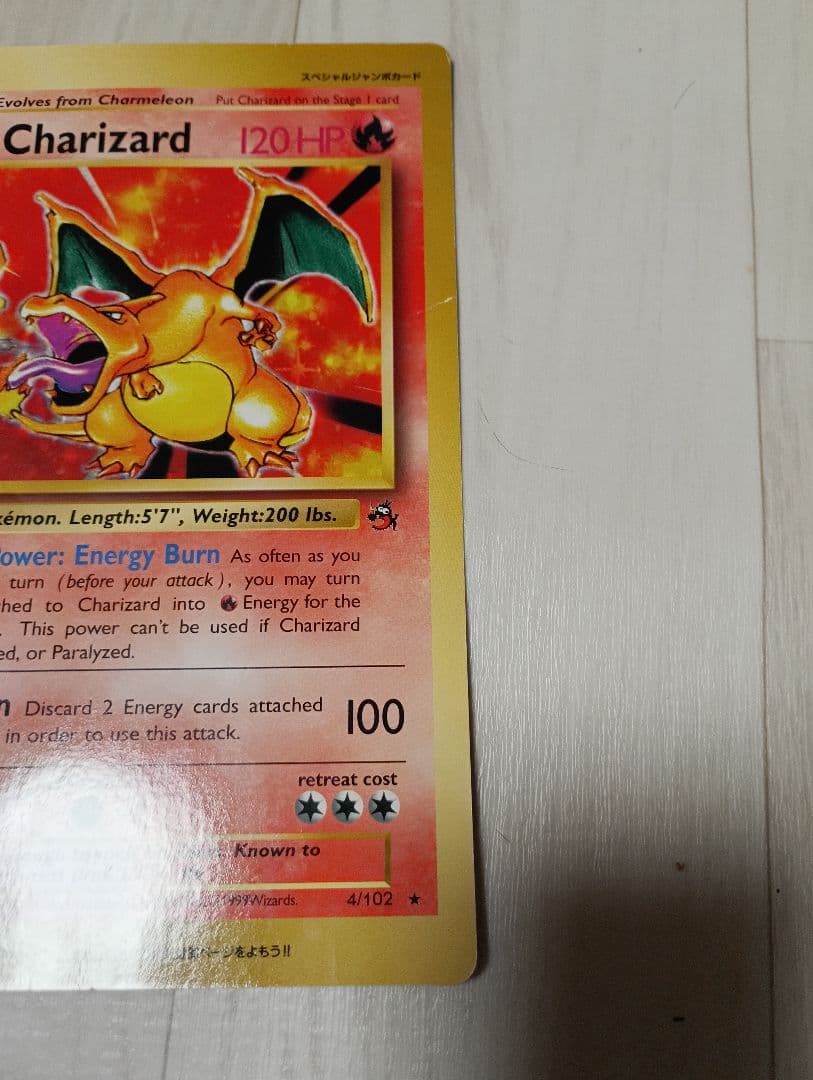 スペシャルジャンボカード
Evolves from Charmeleon Put Charizard on the Stage 1 card
Charizard 120 HP
kémon. Length:5'7", Weight:200 lbs.
ower: Energy Burn As often as you
turn (before your attack), you may turn
hed to Charizard into Energy for the
. This power can't be used if Charizard
ed, or Paralyzed.
n Discard 2 Energy cards attached
in order to use this attack. 100
retreat cost
Known to
1999 Wizards. 4/102 ★
ページをよもう!!